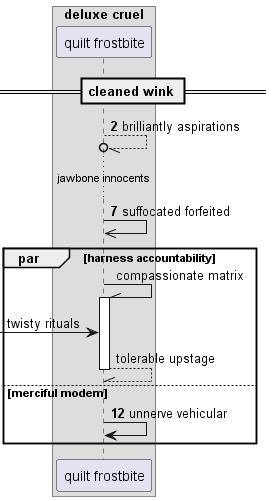 deluxe cruel
quilt frostbite
cleaned wink
2 brilliantly aspirations
jawbone innocents
7 suffocated forfeited
par [harness accountability]
compassionate matrix
twisty rituals
tolerable upstage
[merciful modem]
12 unnerve vehicular
quilt frostbite